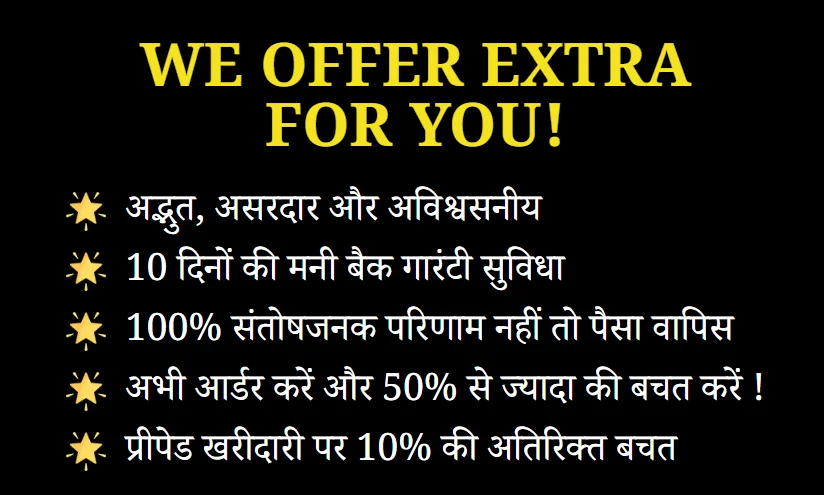 WE OFFER EXTRA
FOR YOU!
अद्भुत, असरदार और अविश्वसनीय
10 दिनों की मनी बैक गारंटी सुविधा
100% संतोषजनक परिणाम नहीं तो पैसा वापिस
अभी आर्डर करें और 50% से ज्यादा की बचत करें !
प्रीपेड खरीदारी पर 10% की अतिरिक्त बचत